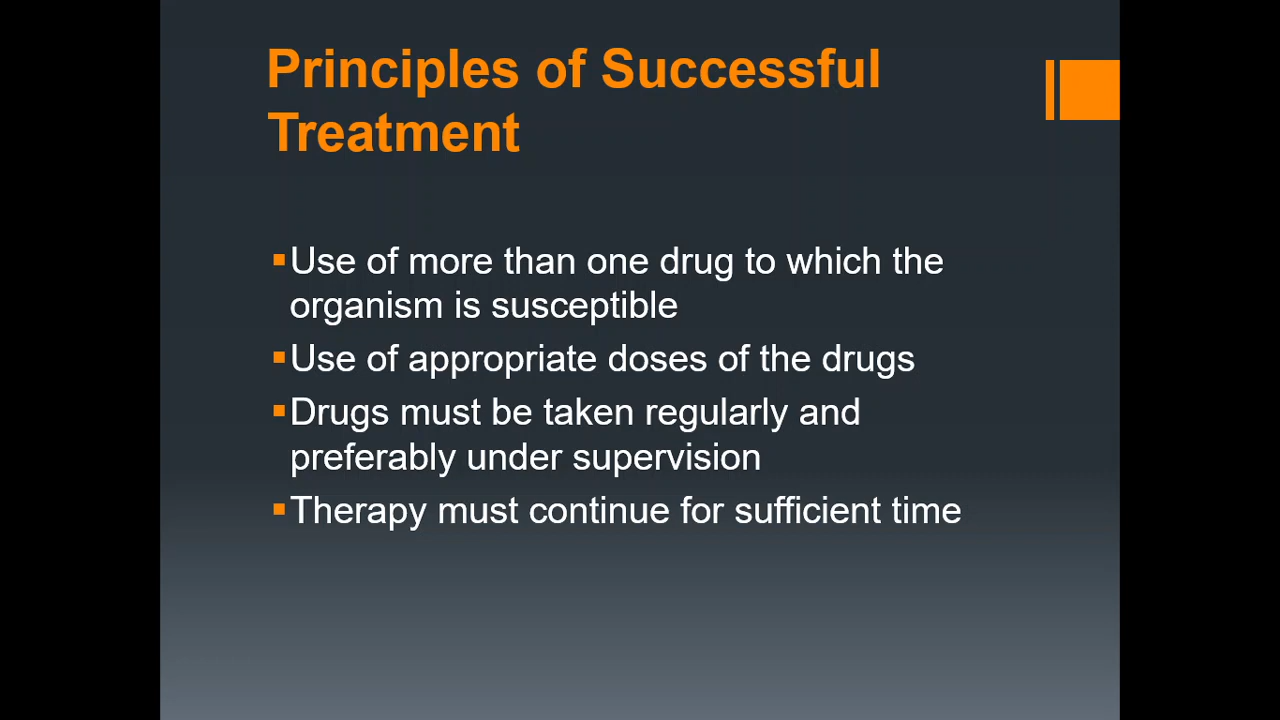 Principles of Successful
Treatment
Use of more than one drug to which the
organism is susceptible
Use of appropriate doses of the drugs
Drugs must be taken regularly and
preferably under supervision
Therapy must continue for sufficient time